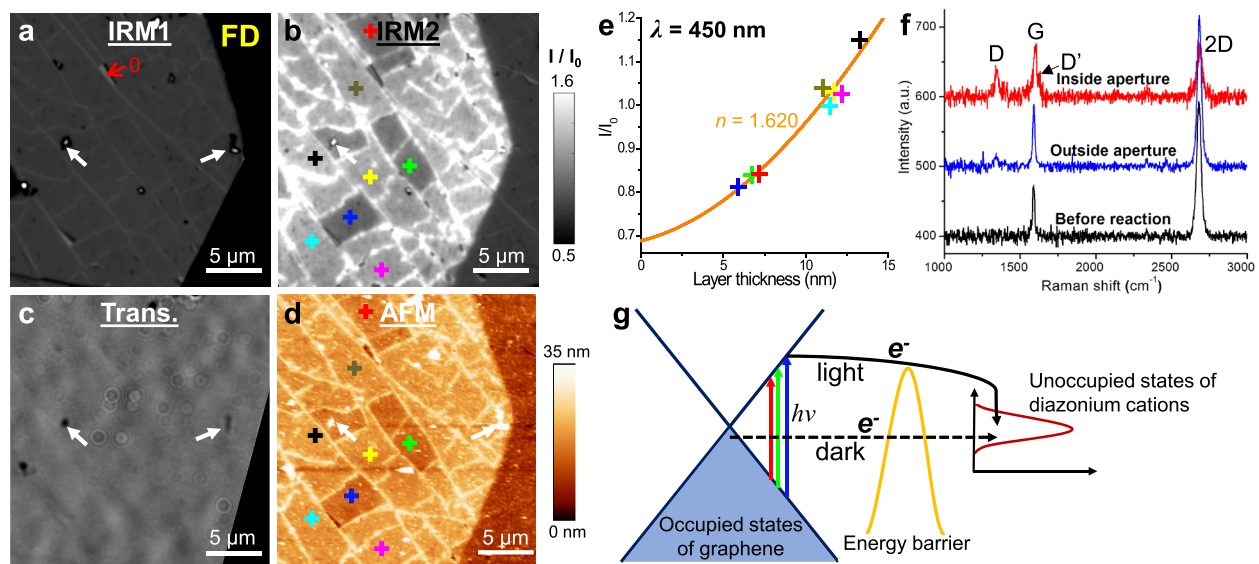 a
IRM1
FD
0
5 μm
b
IRM2
5 μm
I / I0
1.6
0.5
c
Trans.
5 μm
d
AFM
5 μm
35 nm
0 nm
e
λ = 450 nm
n = 1.620
I/I0
1.2
1.1
1.0
0.9
0.8
0.7
0
5
10
15
Layer thickness (nm)
f
Intensity (a.u.)
700
600
500
400
D
G
D'
2D
Inside aperture
Outside aperture
Before reaction
1000
1500
2000
2500
3000
Raman shift (cm-1)
g
e-
light
hν
e-
dark
Unoccupied states of
diazonium cations
Occupied states
of graphene
Energy barrier